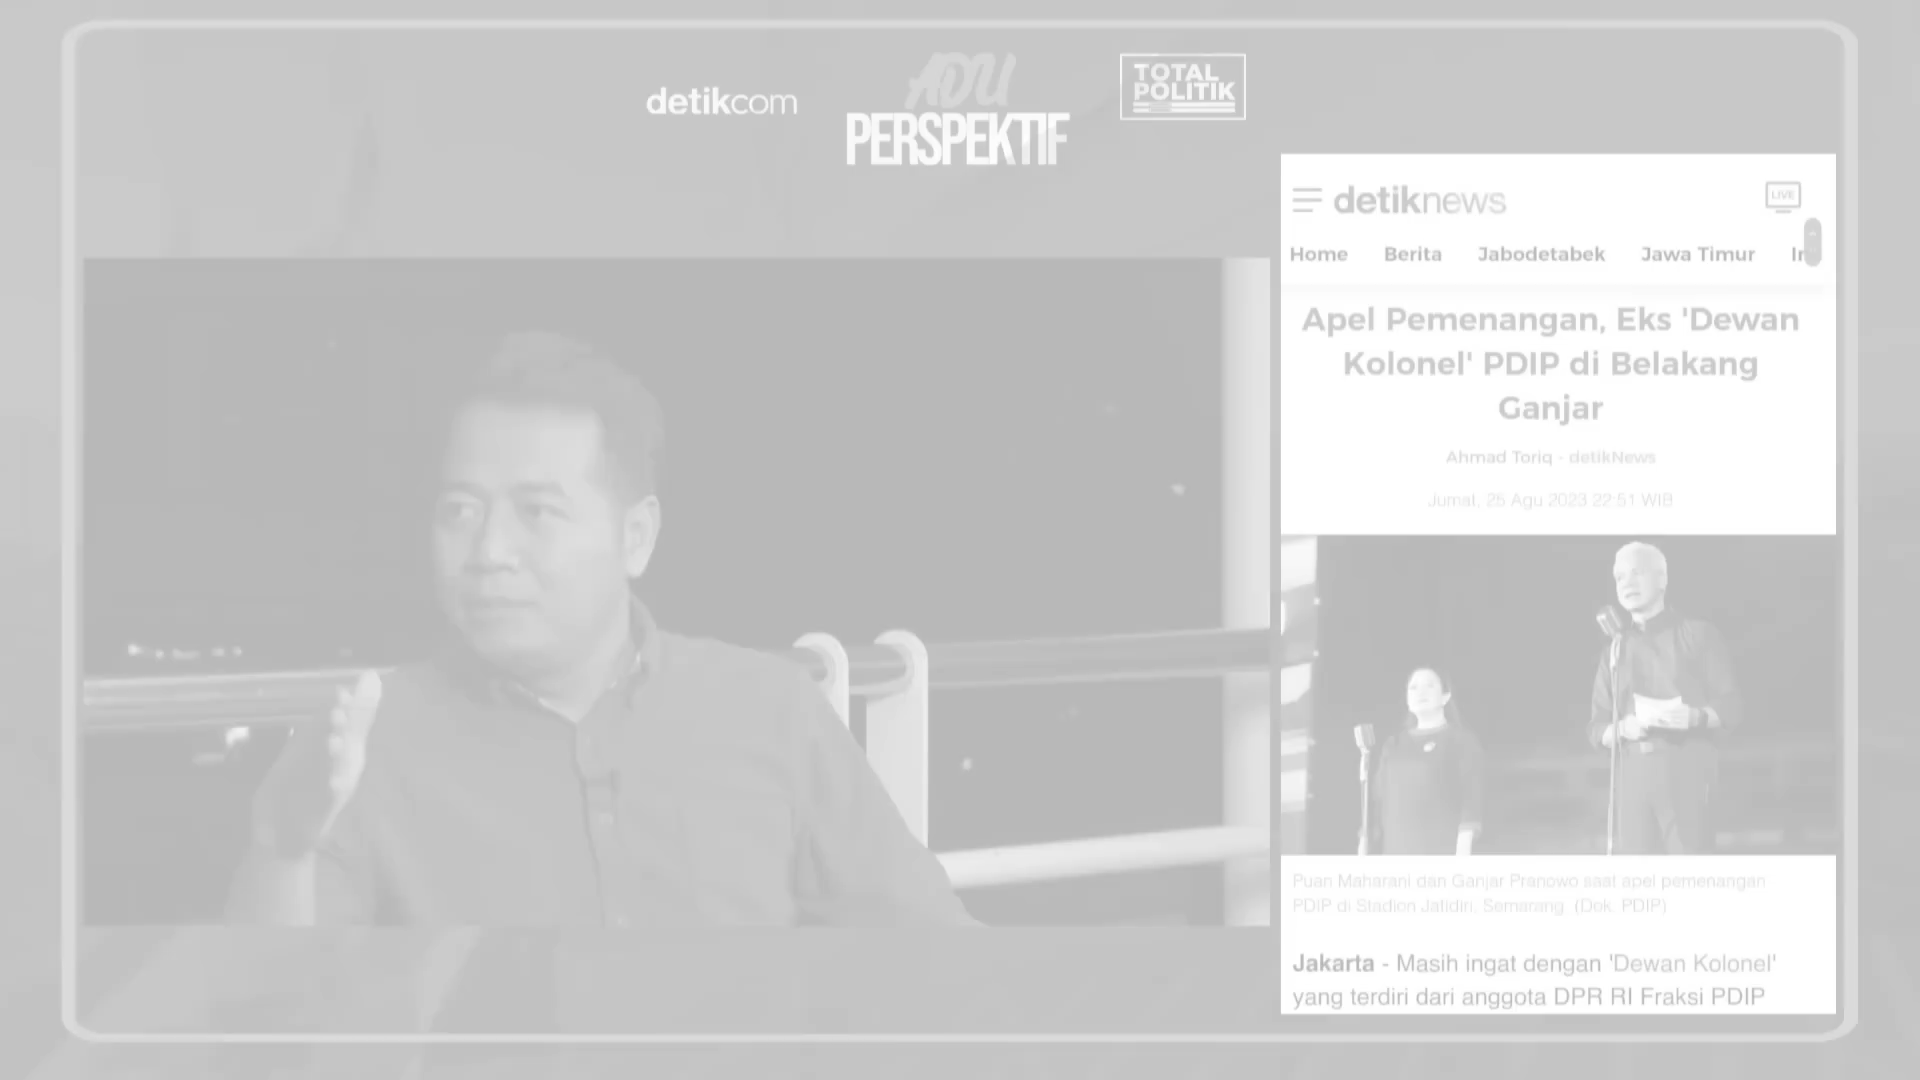 detikcom
ADU
PERSPEKTIF
TOTAL
POLITIK
detiknews
LIVE
Home Berita Jabodetabek Jawa Timur
Apel Pemenangan, Eks 'Dewan
Kolonel' PDIP di Belakang
Ganjar
Ahmad Toriq - detikNews
Jumat, 25 Agu 2023 22:51 WIB
Puan Maharani dan Ganjar Pranowo saat apel pemenangan
PDIP di Stadion Jatidiri, Semarang. (Dok. PDIP)
Jakarta - Masih ingat dengan 'Dewan Kolonel'
yang terdiri dari anggota DPR RI Fraksi PDIP